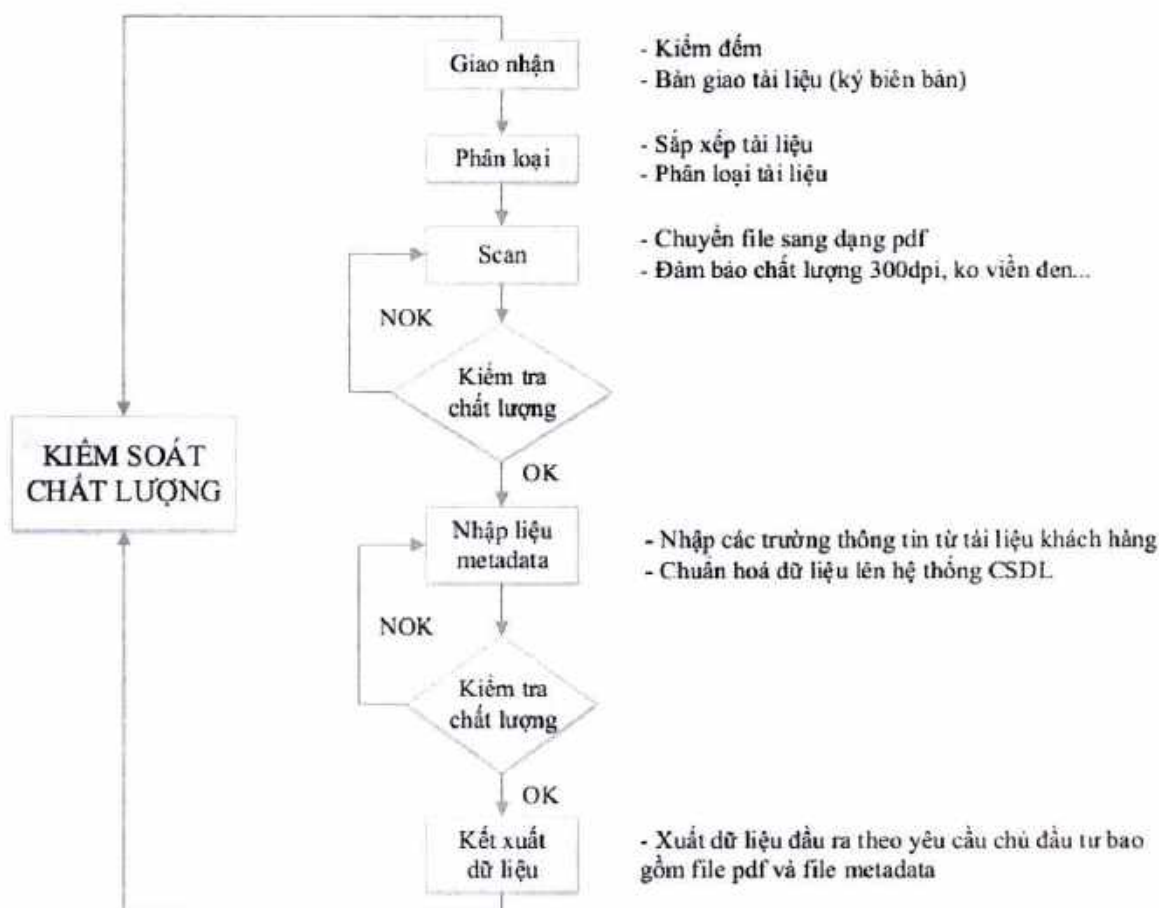 Giao nhận
- Kiểm đếm
- Bàn giao tài liệu (ký biên bản)
Phân loại
- Sắp xếp tài liệu
- Phân loại tài liệu
Scan
- Chuyển file sang dạng pdf
- Đảm bảo chất lượng 300dpi, ko viền đen...
NOK
Kiểm tra
chất lượng
KIỂM SOÁT
CHẤT LƯỢNG
OK
Nhập liệu
metadata
- Nhập các trường thông tin từ tài liệu khách hàng
- Chuẩn hoá dữ liệu lên hệ thống CSDL
NOK
Kiểm tra
chất lượng
OK
Kết xuất
dữ liệu
- Xuất dữ liệu đầu ra theo yêu cầu chủ đầu tư bao
gồm file pdf và file metadata